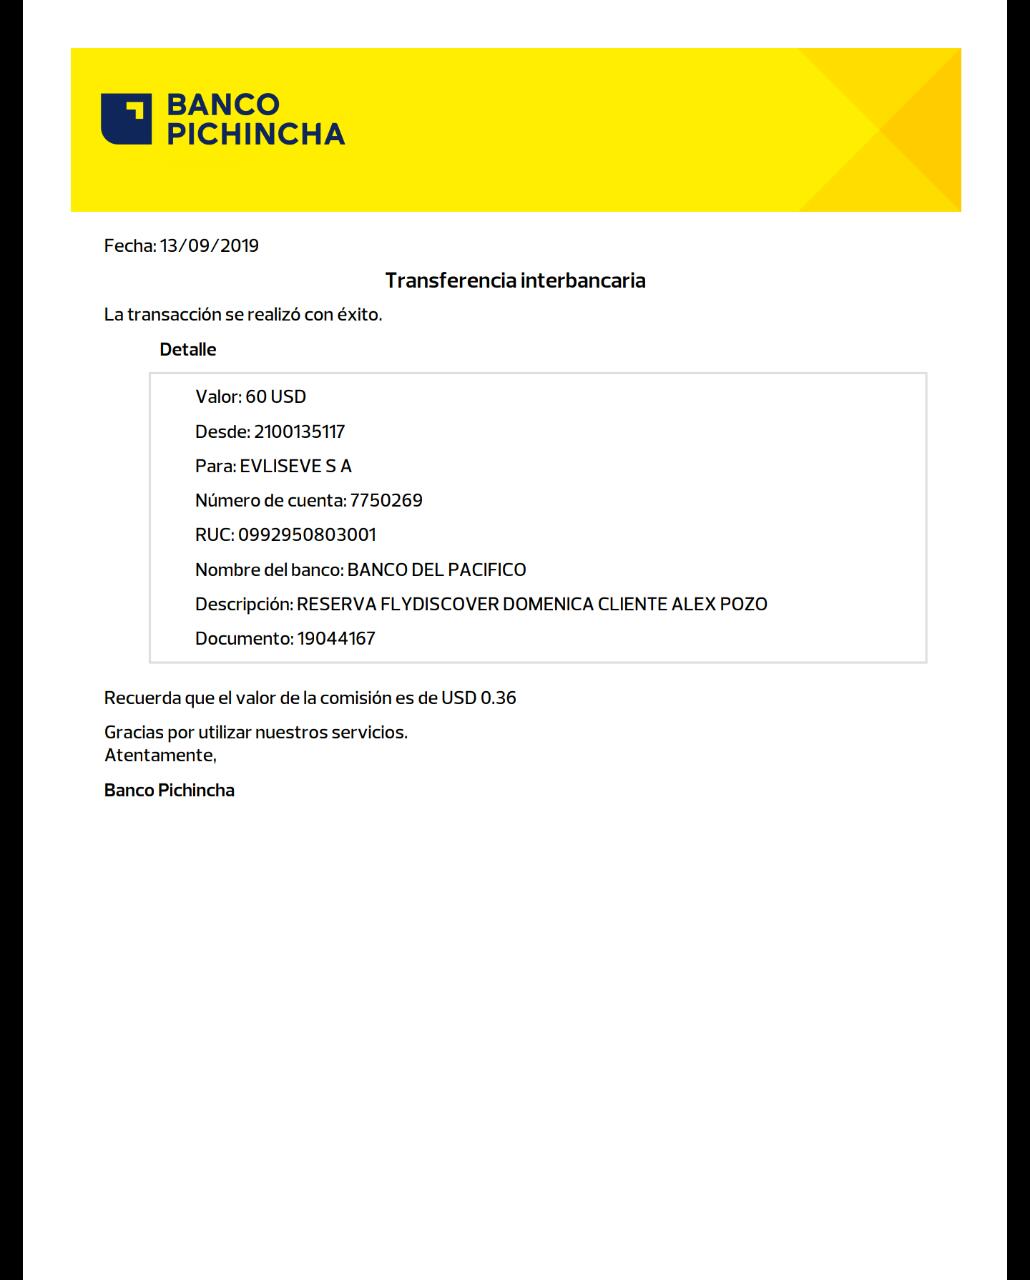 BANCO
PICHINCHA
Fecha: 13/09/2019
Transferencia interbancaria
La transacción se realizó con éxito.
Detalle
Valor: 60 USD
Desde: 2100135117
Para: EVLISEVE S A
Número de cuenta: 7750269
RUC: 0992950803001
Nombre del banco: BANCO DEL PACIFICO
Descripción: RESERVA FLYDISCOVER DOMENICA CLIENTE ALEX POZO
Documento: 19044167
Recuerda que el valor de la comisión es de USD 0.36
Gracias por utilizar nuestros servicios.
Atentamente,
Banco Pichincha